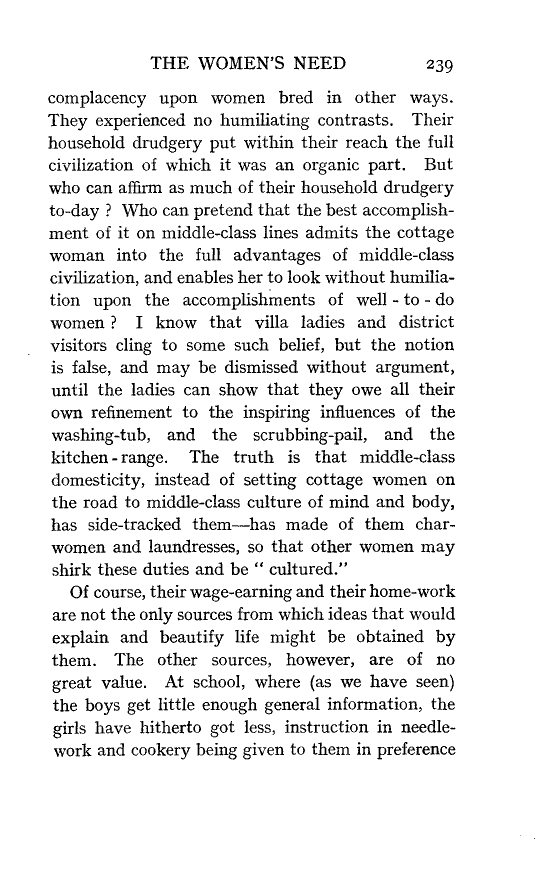 THE WOMEN'S NEED 239
complacency upon women bred in other ways.
They experienced no humiliating contrasts. Their
household drudgery put within their reach the full
civilization of which it was an organic part. But
who can affirm as much of their household drudgery
to-day ? Who can pretend that the best accomplish-
ment of it on middle-class lines admits the cottage
woman into the full advantages of middle-class
civilization, and enables her to look without humilia-
tion upon the accomplishments of well - to - do
women ? I know that villa ladies and district
visitors cling to some such belief, but the notion
is false, and may be dismissed without argument,
until the ladies can show that they owe all their
own refinement to the inspiring influences of the
washing-tub, and the scrubbing-pail, and the
kitchen - range. The truth is that middle-class
domesticity, instead of setting cottage women on
the road to middle-class culture of mind and body,
has side-tracked them—has made of them char-
women and laundresses, so that other women may
shirk these duties and be “ cultured.”
Of course, their wage-earning and their home-work
are not the only sources from which ideas that would
explain and beautify life might be obtained by
them. The other sources, however, are of no
great value. At school, where (as we have seen)
the boys get little enough general information, the
girls have hitherto got less, instruction in needle-
work and cookery being given to them in preference